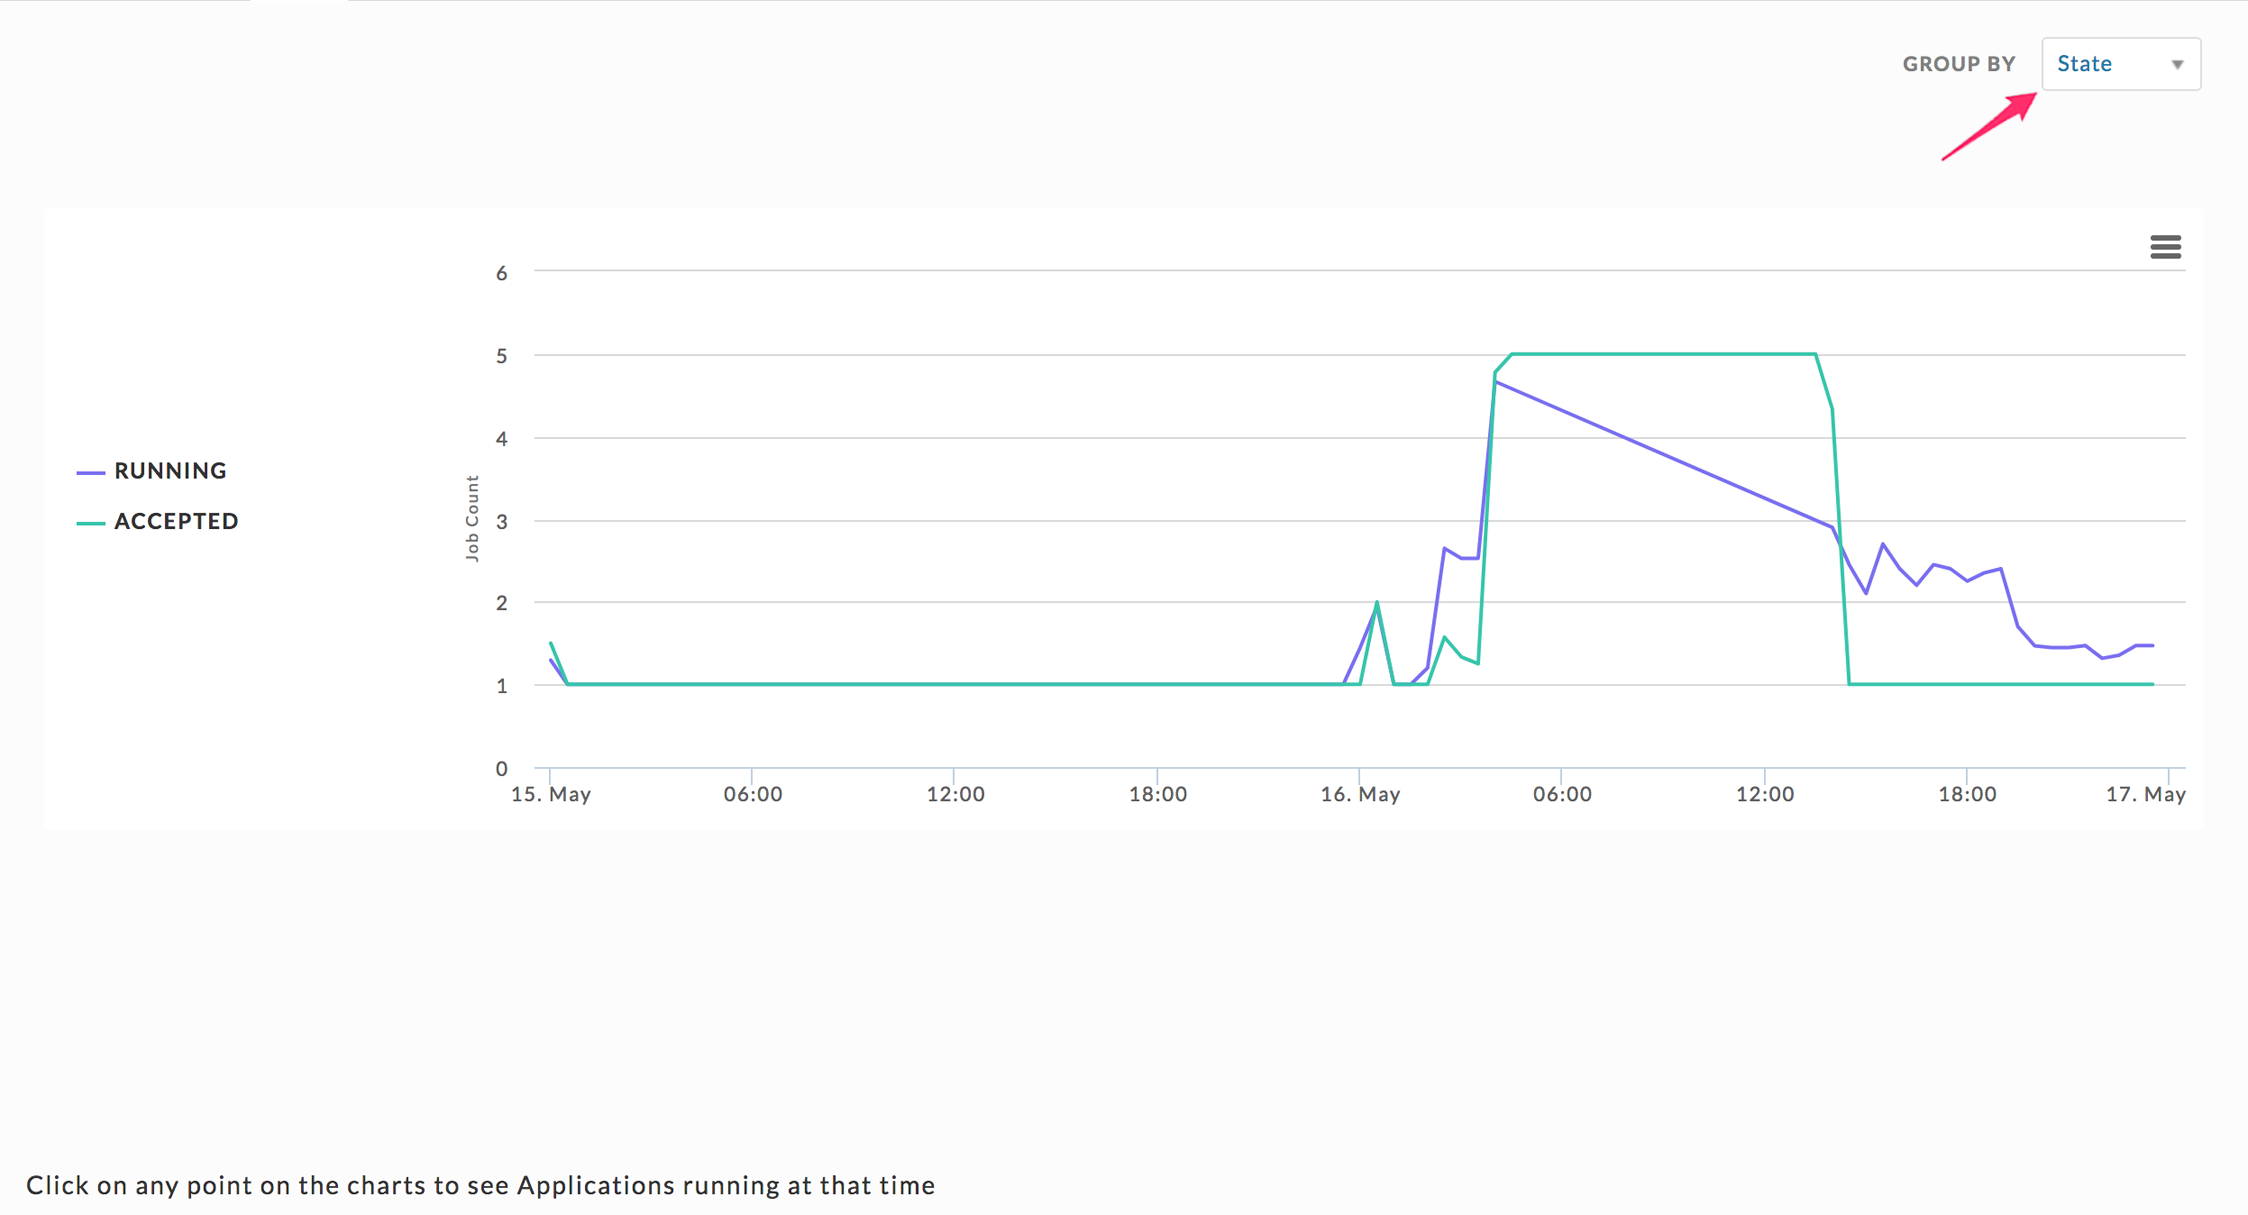 GROUP BY State
6
5
4
3
2
1
0
Job Count
RUNNING
ACCEPTED
15. May 06:00 12:00 18:00 16. May 06:00 12:00 18:00 17. May
Click on any point on the charts to see Applications running at that time